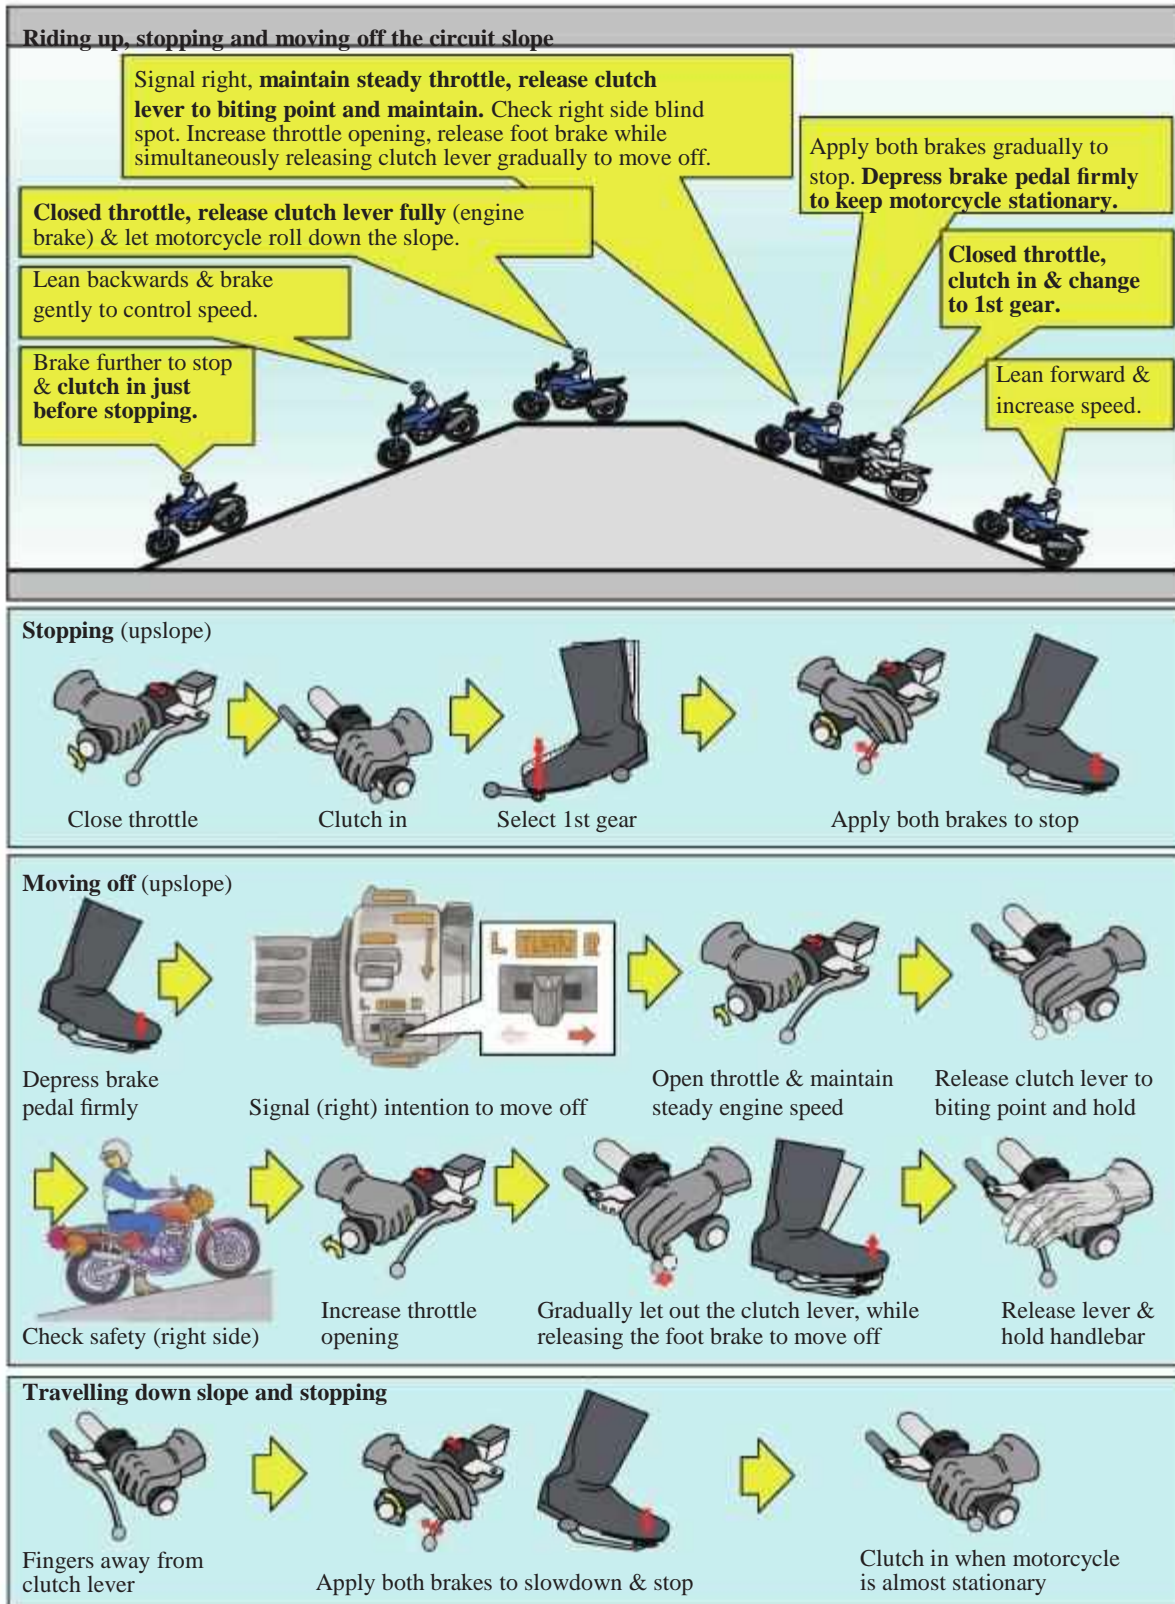 Riding up, stopping and moving off the circuit slope
Signal right, maintain steady throttle, release clutch
lever to biting point and maintain. Check right side blind
spot. Increase throttle opening, release foot brake while
simultaneously releasing clutch lever gradually to move off.
Apply both brakes gradually to
stop. Depress brake pedal firmly
to keep motorcycle stationary.
Closed throttle, release clutch lever fully (engine
brake) & let motorcycle roll down the slope.
Closed throttle,
clutch in & change
to 1st gear.
Lean backwards & brake
gently to control speed.
Brake further to stop
& clutch in just
before stopping.
Lean forward &
increase speed.
Stopping (upslope)
Close throttle
Clutch in
Select 1st gear
Apply both brakes to stop
Moving off (upslope)
L TURN R
L TURN R
Depress brake
pedal firmly
Signal (right) intention to move off
Open throttle & maintain
steady engine speed
Release clutch lever to
biting point and hold
Check safety (right side)
Increase throttle
opening
Gradually let out the clutch lever, while
releasing the foot brake to move off
Release lever &
hold handlebar
Travelling down slope and stopping
Fingers away from
clutch lever
Apply both brakes to slowdown & stop
Clutch in when motorcycle
is almost stationary